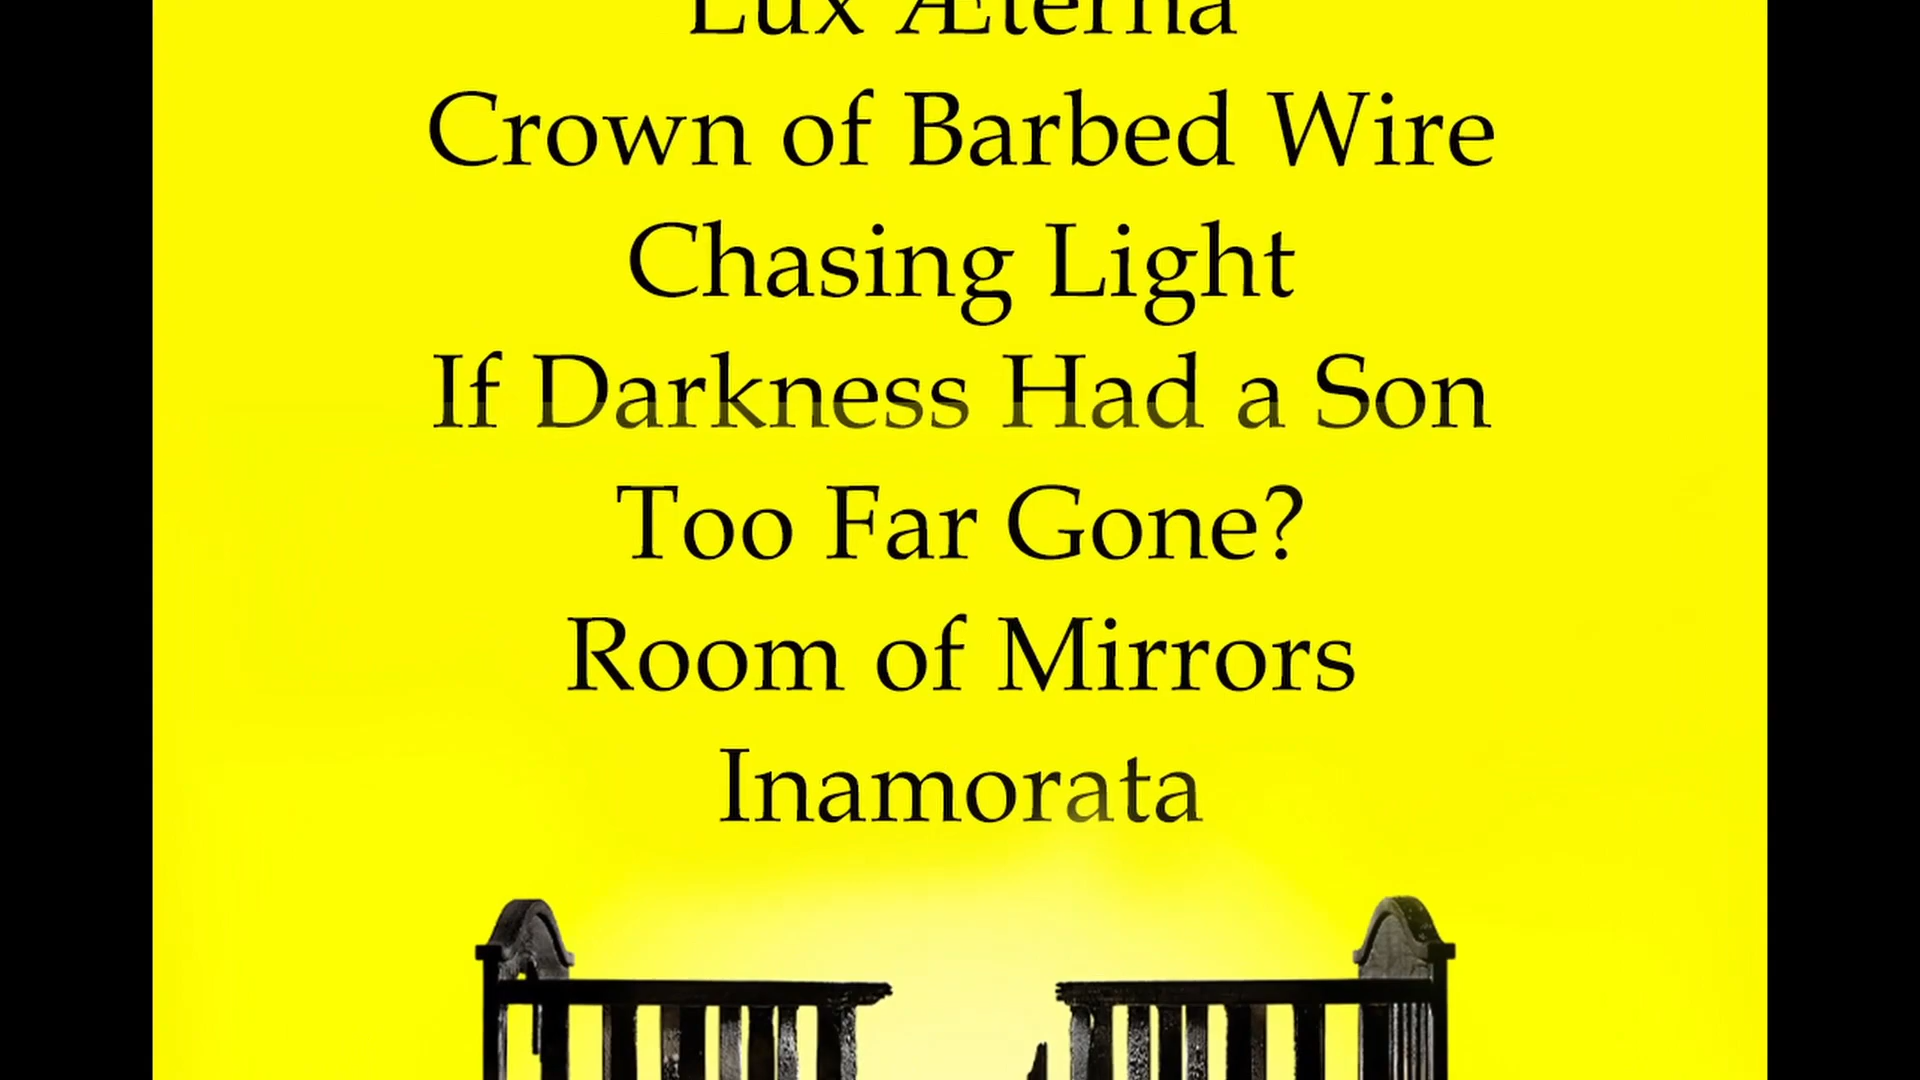 Lux Æterna
Crown of Barbed Wire
Chasing Light
If Darkness Had a Son
Too Far Gone?
Room of Mirrors
Inamorata